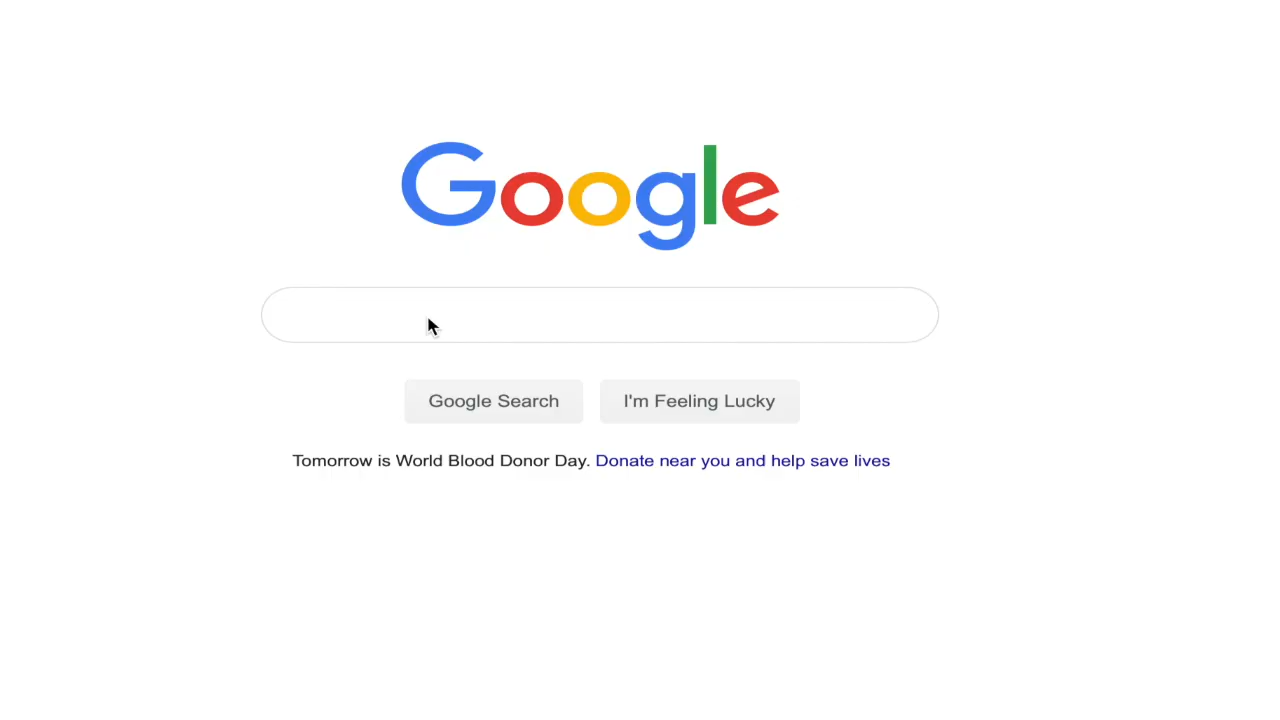 Google
Google Search
I'm Feeling Lucky
Tomorrow is World Blood Donor Day. Donate near you and help save lives